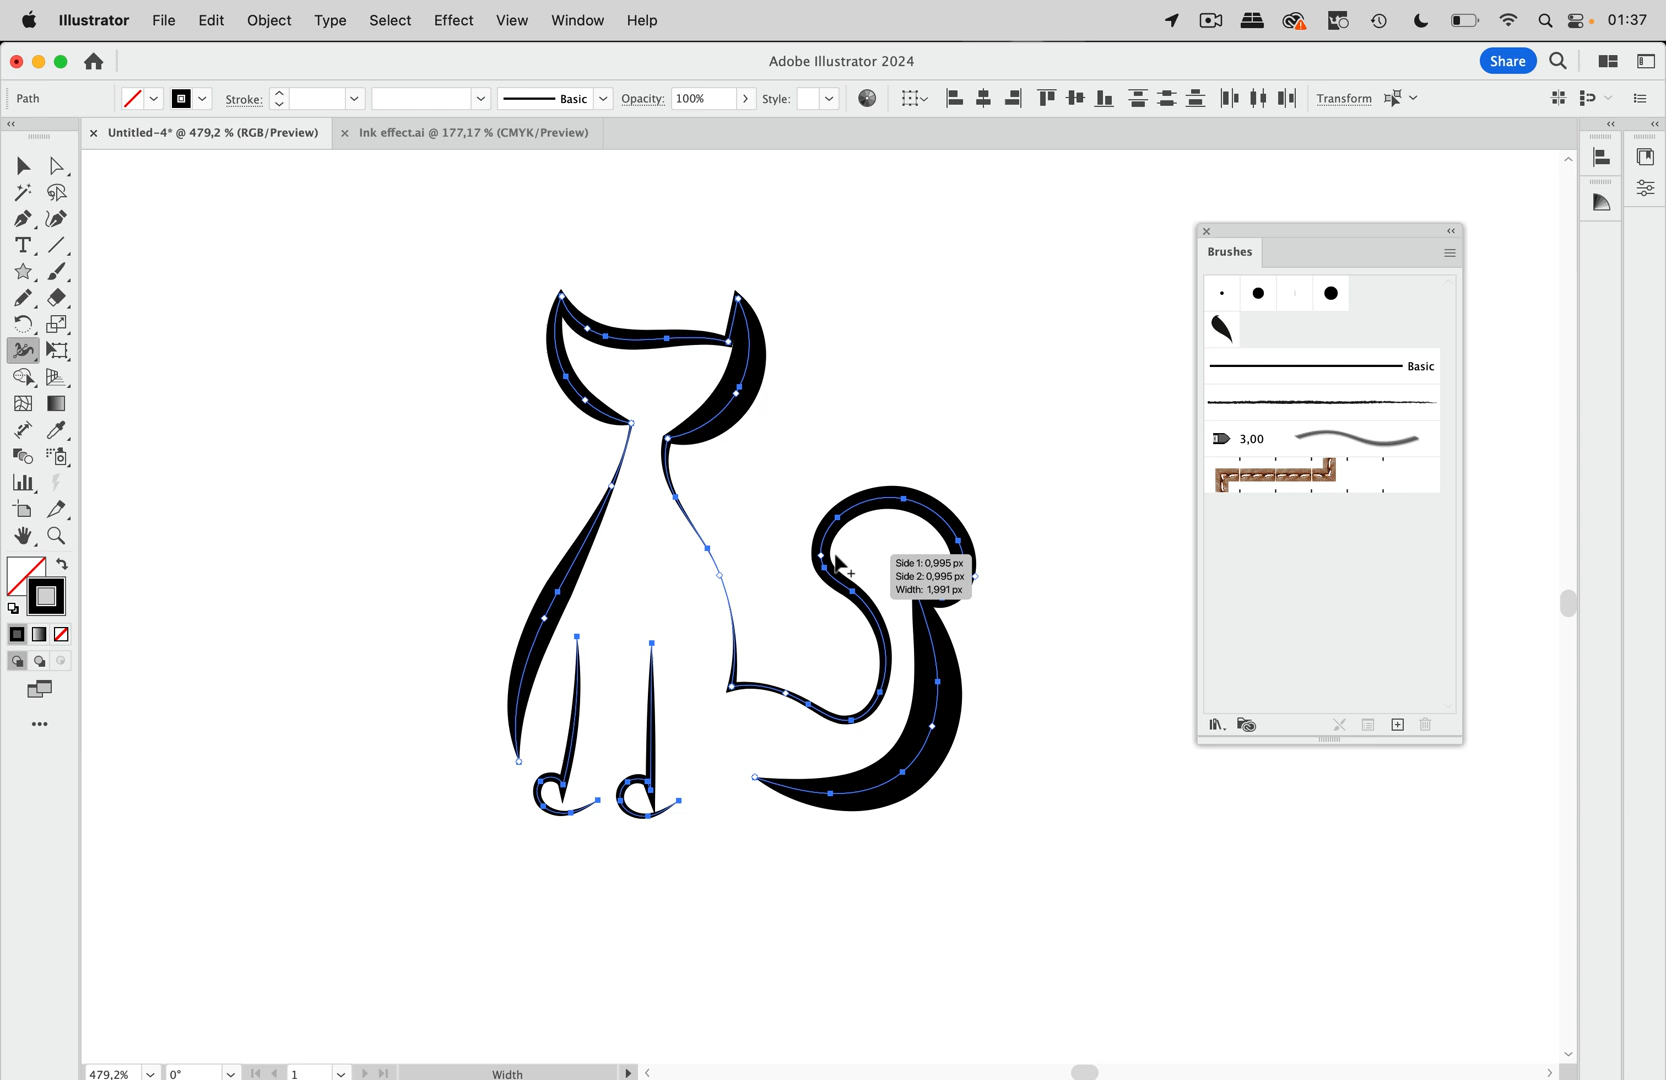 Illustrator File Edit Object Type Select Effect View Window Help 01:37
Adobe Illustrator 2024 Share
Path Stroke: Basic Opacity: 100% Style: Transform
Untitled-4* @ 479,2 % (RGB/Preview) Ink effect.ai @ 177,17 % (CMYK/Preview)
Brushes
Basic
3,00
Side 1: 0,995 px
Side 2: 0,995 px
Width: 1,991 px
479,2% 0° 1 Width